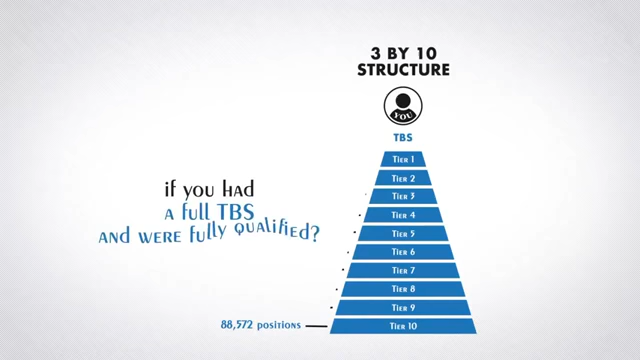 3 BY 10
STRUCTURE
YOU
TBS
TIER 1
TIER 2
TIER 3
TIER 4
TIER 5
TIER 6
TIER 7
TIER 8
TIER 9
TIER 10
if you HAD
A full TBS
AND WERE fully QUALIFIED?
88,572 POSITIONS